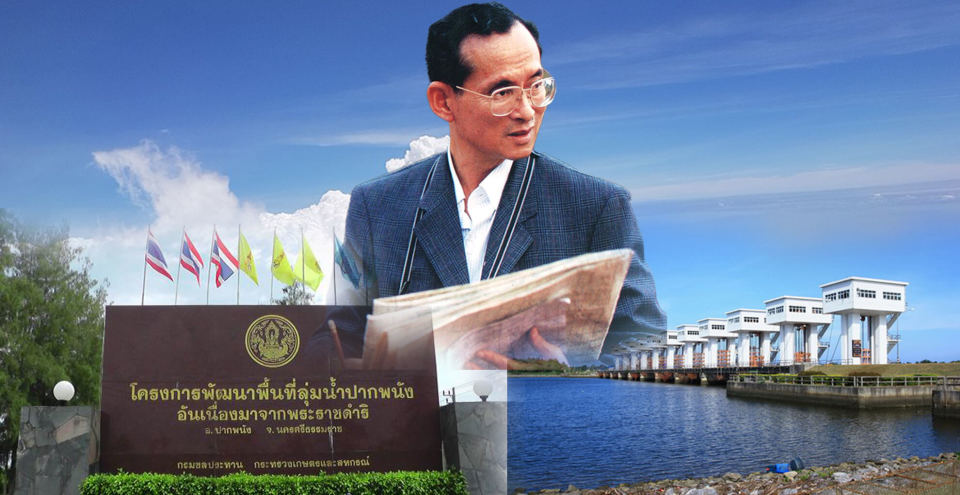 โครงการพัฒนาพื้นที่ลุ่มน้ำปากพนัง
อันเนื่องมาจากพระราชดำริ
อ. ปากพนัง จ. นครศรีธรรมราช
กรมชลประทาน กระทรวงเกษตรและสหกรณ์